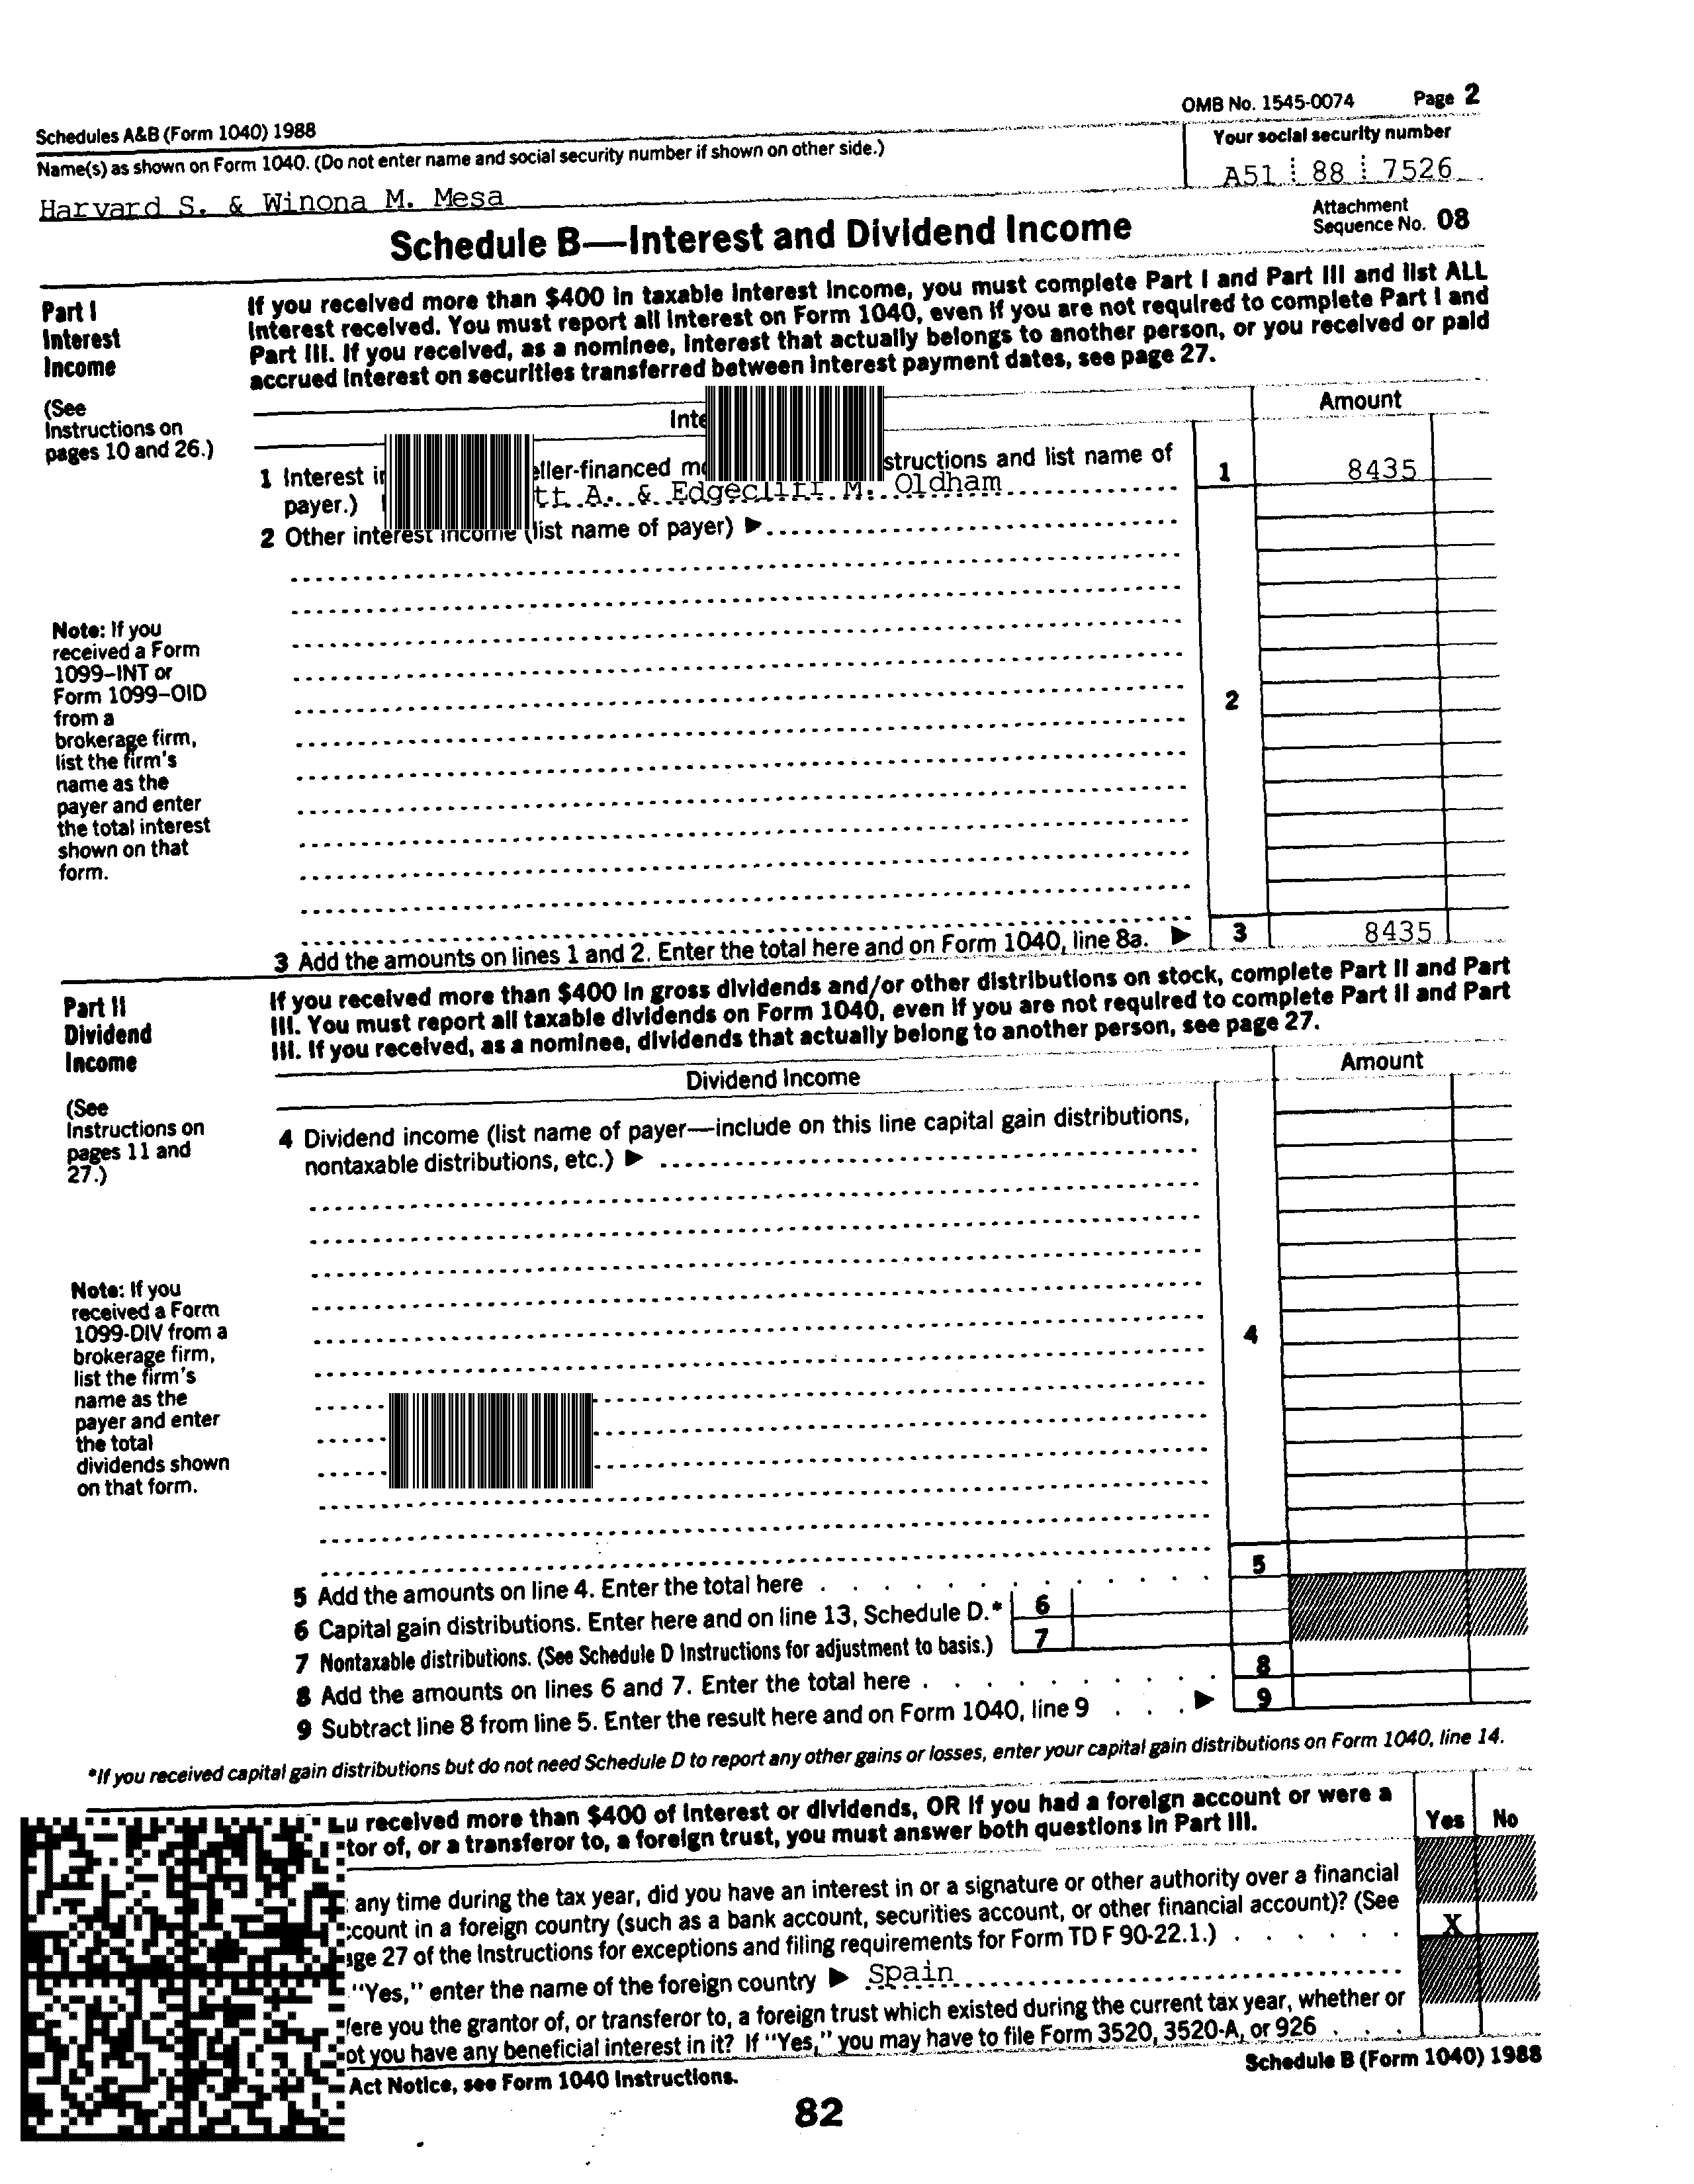 OMB No. 1545-0074 Page 2
Schedules A&B (Form 1040) 1988
Name(s) as shown on Form 1040. (Do not enter name and social security number if shown on other side.)
Your social security number
Harvard S. & Winona M. Mesa
A51 88 7526
Schedule B—Interest and Dividend Income
Attachment
Sequence No. 08
Part I
Interest
Income
If you received more than $400 in taxable interest income, you must complete Part I and Part III and list ALL
interest received. You must report all interest on Form 1040, even if you are not required to complete Part I and
Part III. If you received, as a nominee, interest that actually belongs to another person, or you received or paid
accrued interest on securities transferred between interest payment dates, see page 27.
(See
Instructions on
pages 10 and 26.)
Amount
1 Interest
structions and list name of
payer.)
A. & Edgecliff M. Oldham
1 8435
2 Other interest income (list name of payer) ▶
Note: If you
received a Form
1099–INT or
Form 1099–OID
from a
brokerage firm,
list the firm's
name as the
payer and enter
the total interest
shown on that
form.
2
3 Add the amounts on lines 1 and 2. Enter the total here and on Form 1040, line 8a. ▶ 3 8435
Part II
Dividend
Income
If you received more than $400 in gross dividends and/or other distributions on stock, complete Part II and Part
III. You must report all taxable dividends on Form 1040, even if you are not required to complete Part II and Part
III. If you received, as a nominee, dividends that actually belong to another person, see page 27.
Dividend Income
Amount
(See
Instructions on
pages 11 and
27.)
4 Dividend income (list name of payer—include on this line capital gain distributions,
nontaxable distributions, etc.) ▶
Note: If you
received a Form
1099-DIV from a
brokerage firm,
list the firm's
name as the
payer and enter
the total
dividends shown
on that form.
4
5 Add the amounts on line 4. Enter the total here 5
6 Capital gain distributions. Enter here and on line 13, Schedule D.* 6
7 Nontaxable distributions. (See Schedule D Instructions for adjustment to basis.) 7
8 Add the amounts on lines 6 and 7. Enter the total here 8
9 Subtract line 8 from line 5. Enter the result here and on Form 1040, line 9 ▶ 9
*If you received capital gain distributions but do not need Schedule D to report any other gains or losses, enter your capital gain distributions on Form 1040, line 14.
received more than $400 of interest or dividends, OR if you had a foreign account or were a
of, or a transferor to, a foreign trust, you must answer both questions in Part III.
Yes No
any time during the tax year, did you have an interest in or a signature or other authority over a financial
in a foreign country (such as a bank account, securities account, or other financial account)? (See
27 of the Instructions for exceptions and filing requirements for Form TD F 90-22.1.) X
"Yes," enter the name of the foreign country ▶ Spain
you the grantor of, or transferor to, a foreign trust which existed during the current tax year, whether or
you have any beneficial interest in it? If "Yes," you may have to file Form 3520, 3520-A, or 926
Act Notice, see Form 1040 Instructions.
Schedule B (Form 1040) 1988
82